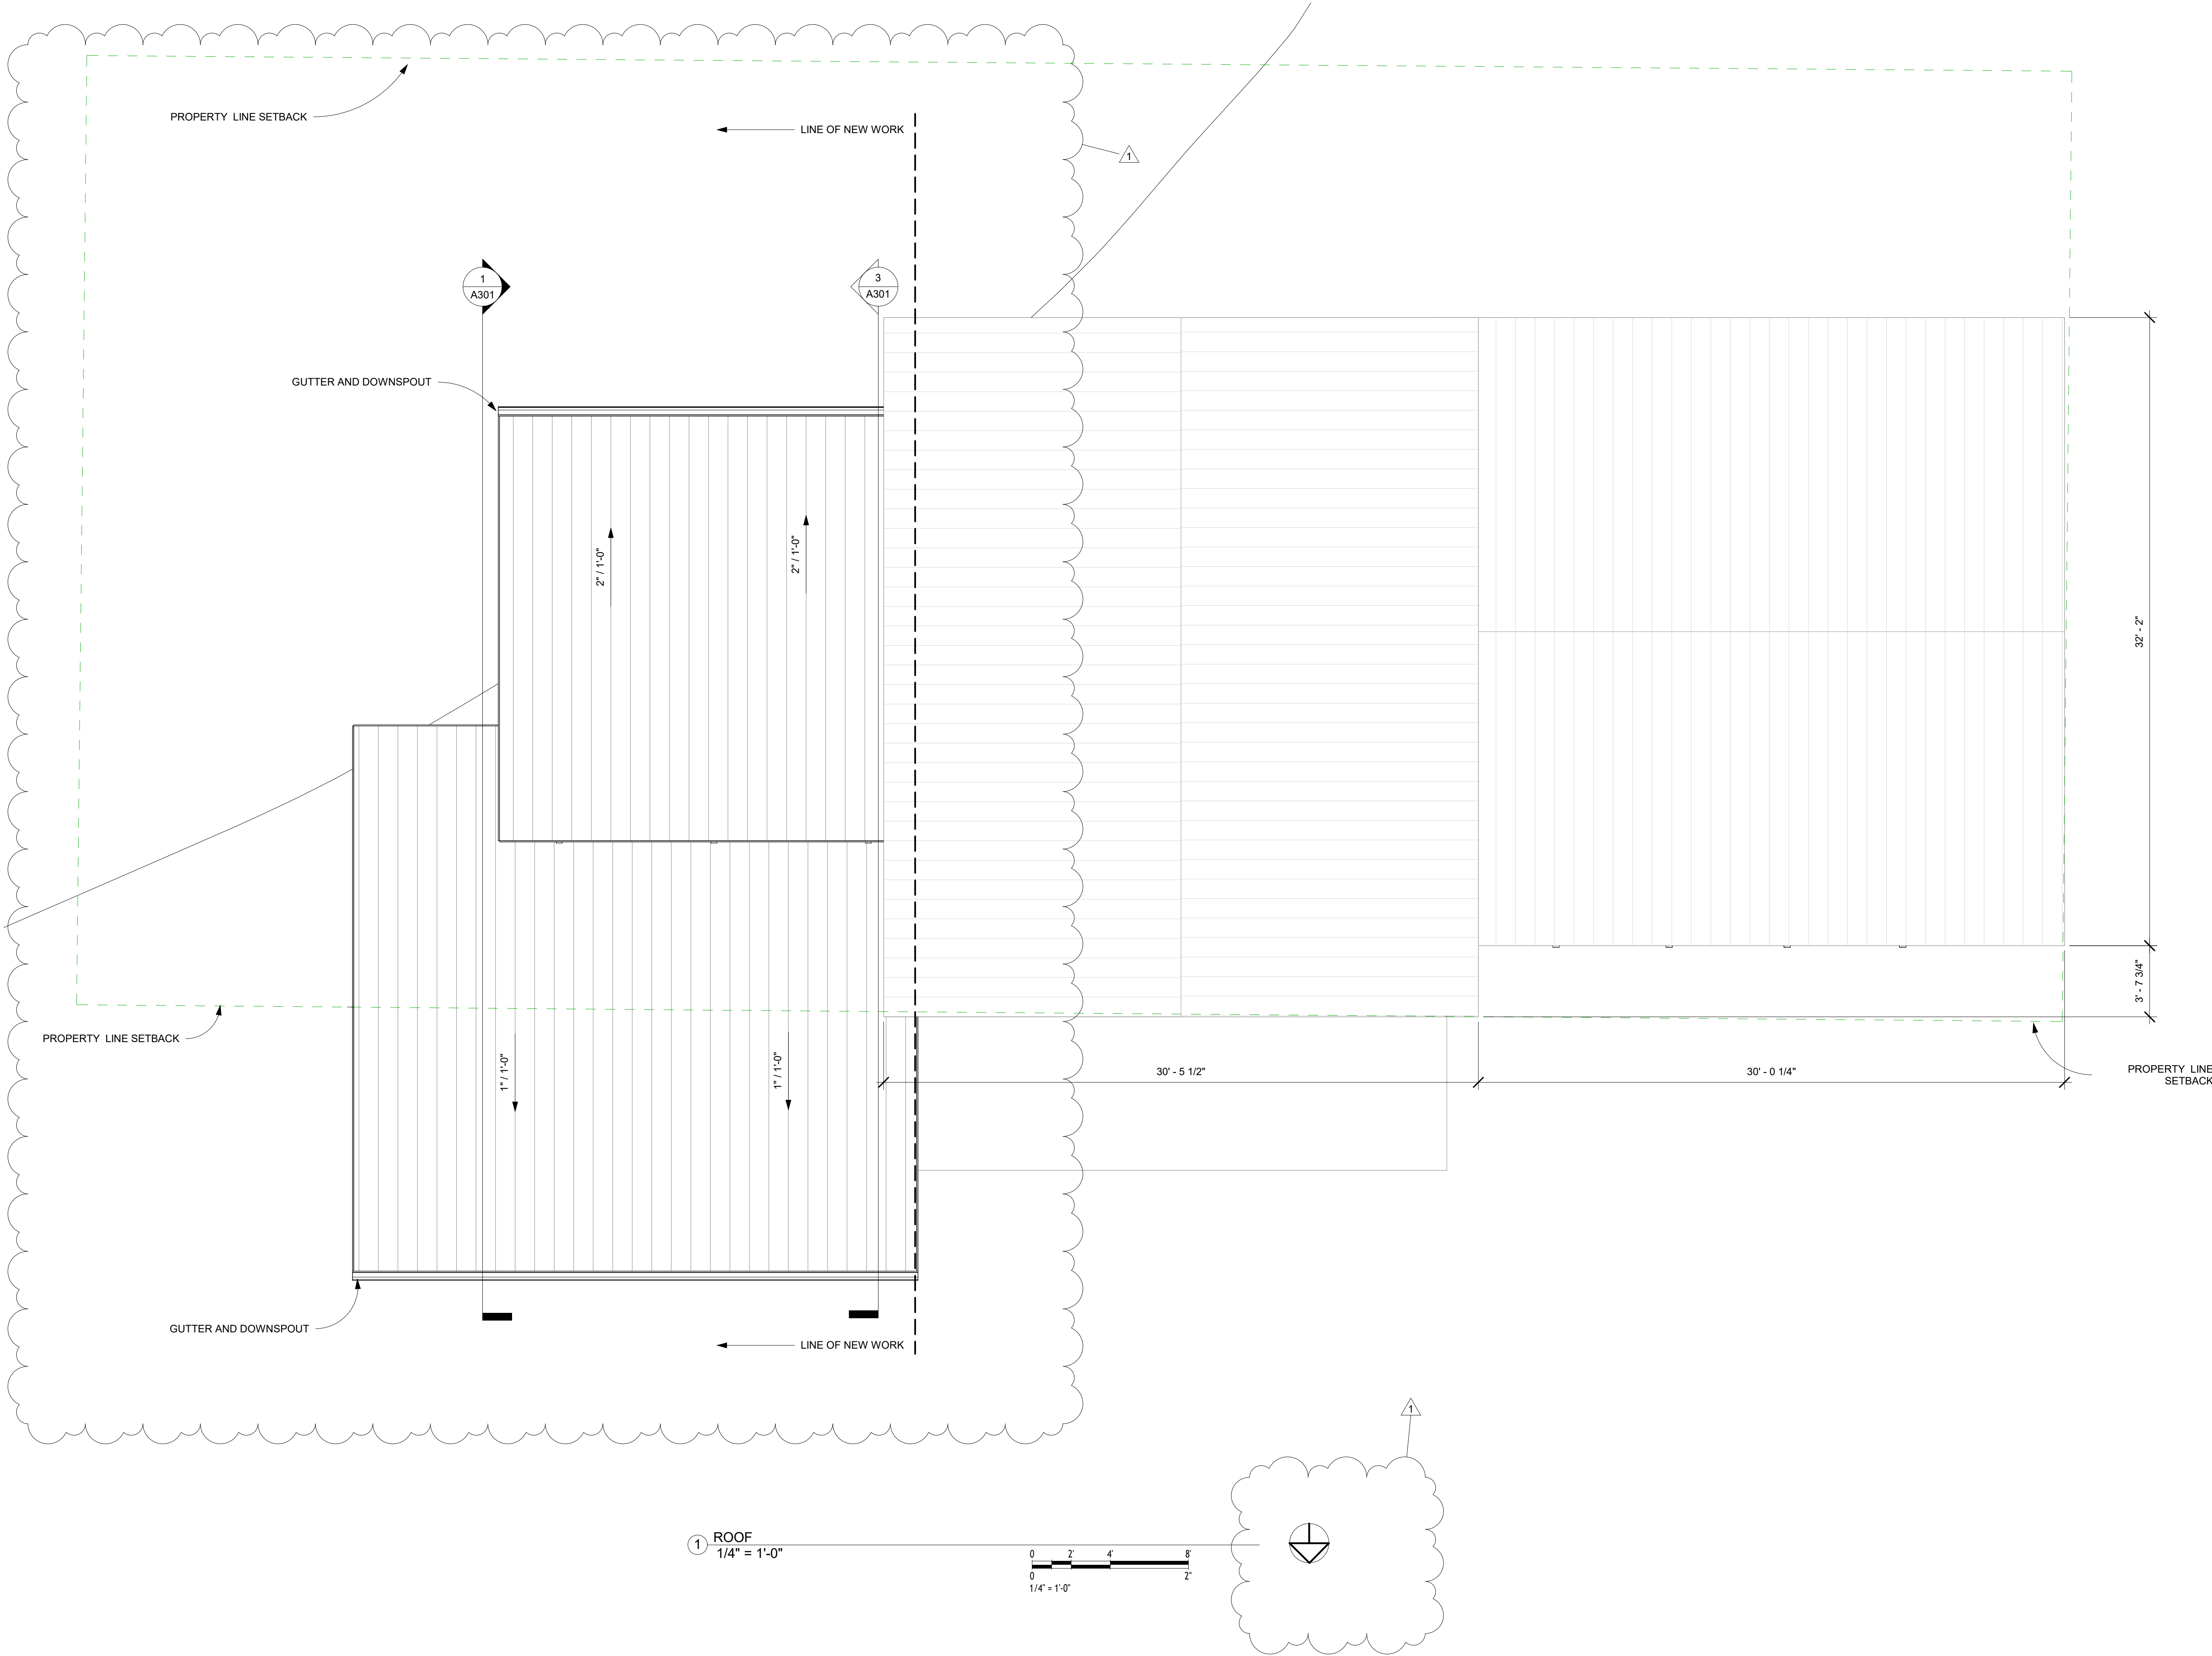 PROPERTY LINE SETBACK
LINE OF NEW WORK
1
1
A301
3
A301
GUTTER AND DOWNSPOUT
2" / 1'-0"
2" / 1'-0"
32' - 2"
3' - 7 3/4"
PROPERTY LINE SETBACK
1" / 1'-0"
1" / 1'-0"
30' - 5 1/2"
30' - 0 1/4"
PROPERTY LINE
SETBACK
GUTTER AND DOWNSPOUT
LINE OF NEW WORK
1
1
ROOF
1/4" = 1'-0"
0 2' 4' 8'
0 2"
1/4" = 1'-0"